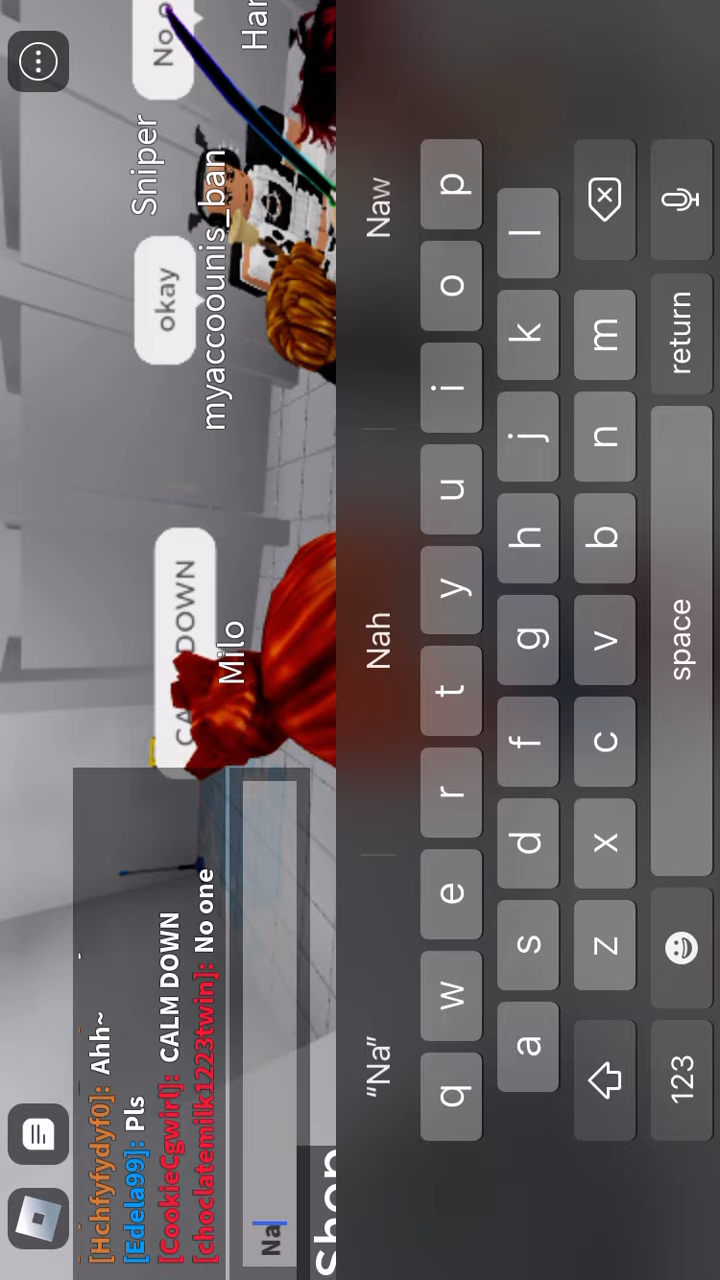 No o
Har
Sniper
okay
myaccoounis_ban
CALM DOWN
Milo
[Hchfyfydyf0]: Ahh~
[Edela99]: Pls
[CookieCgwirl]: CALM DOWN
[choclatemilk1223twin]: No one
Na
Shop
“Na”
Nah
Naw
q w e r t y u i o p
a s d f g h j k l
z x c v b n m
123
space
return